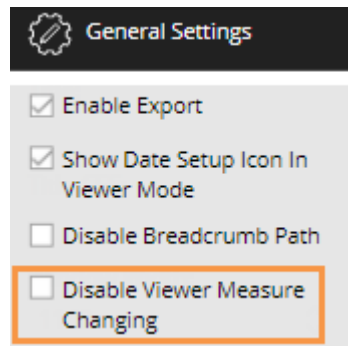 General Settings
Enable Export
Show Date Setup Icon In
Viewer Mode
Disable Breadcrumb Path
Disable Viewer Measure
Changing